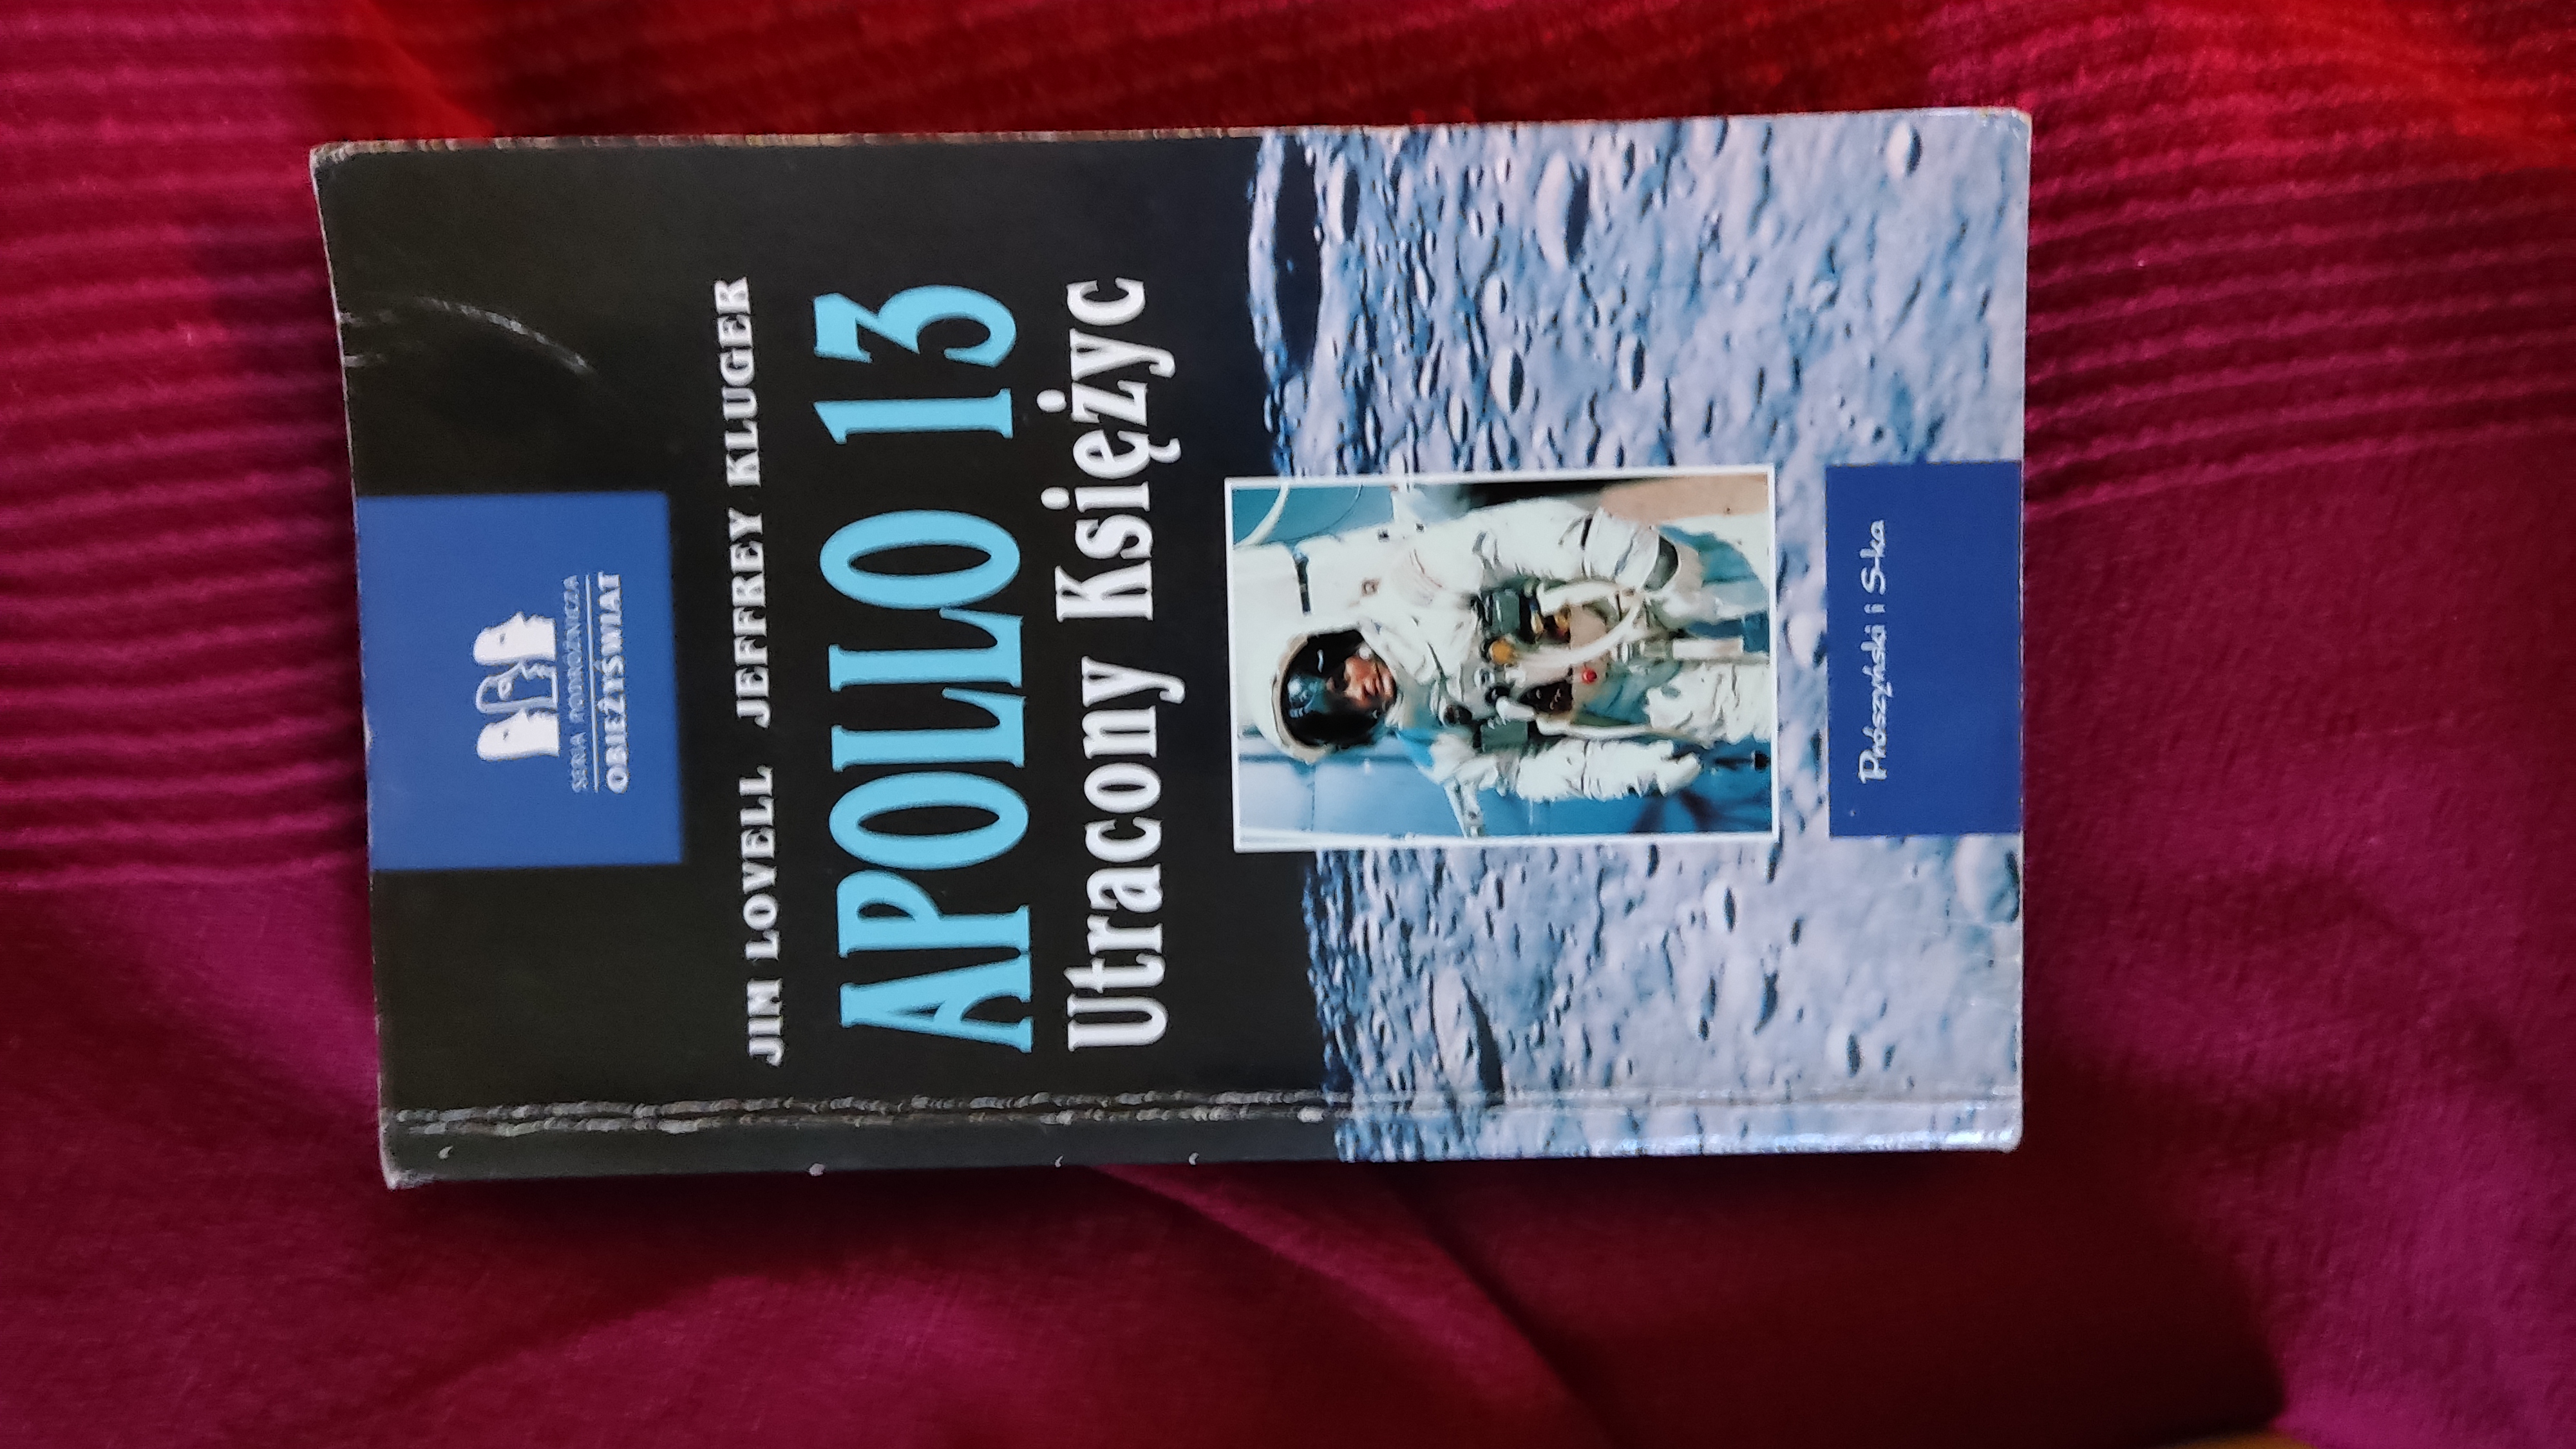 SERIA PODRÓŻNICZA
OBIEŻYŚWIAT
JIM LOVELL JEFFREY KLUGER
APOLLO 13
Utracony Księżyc
Prószyński i S-ka